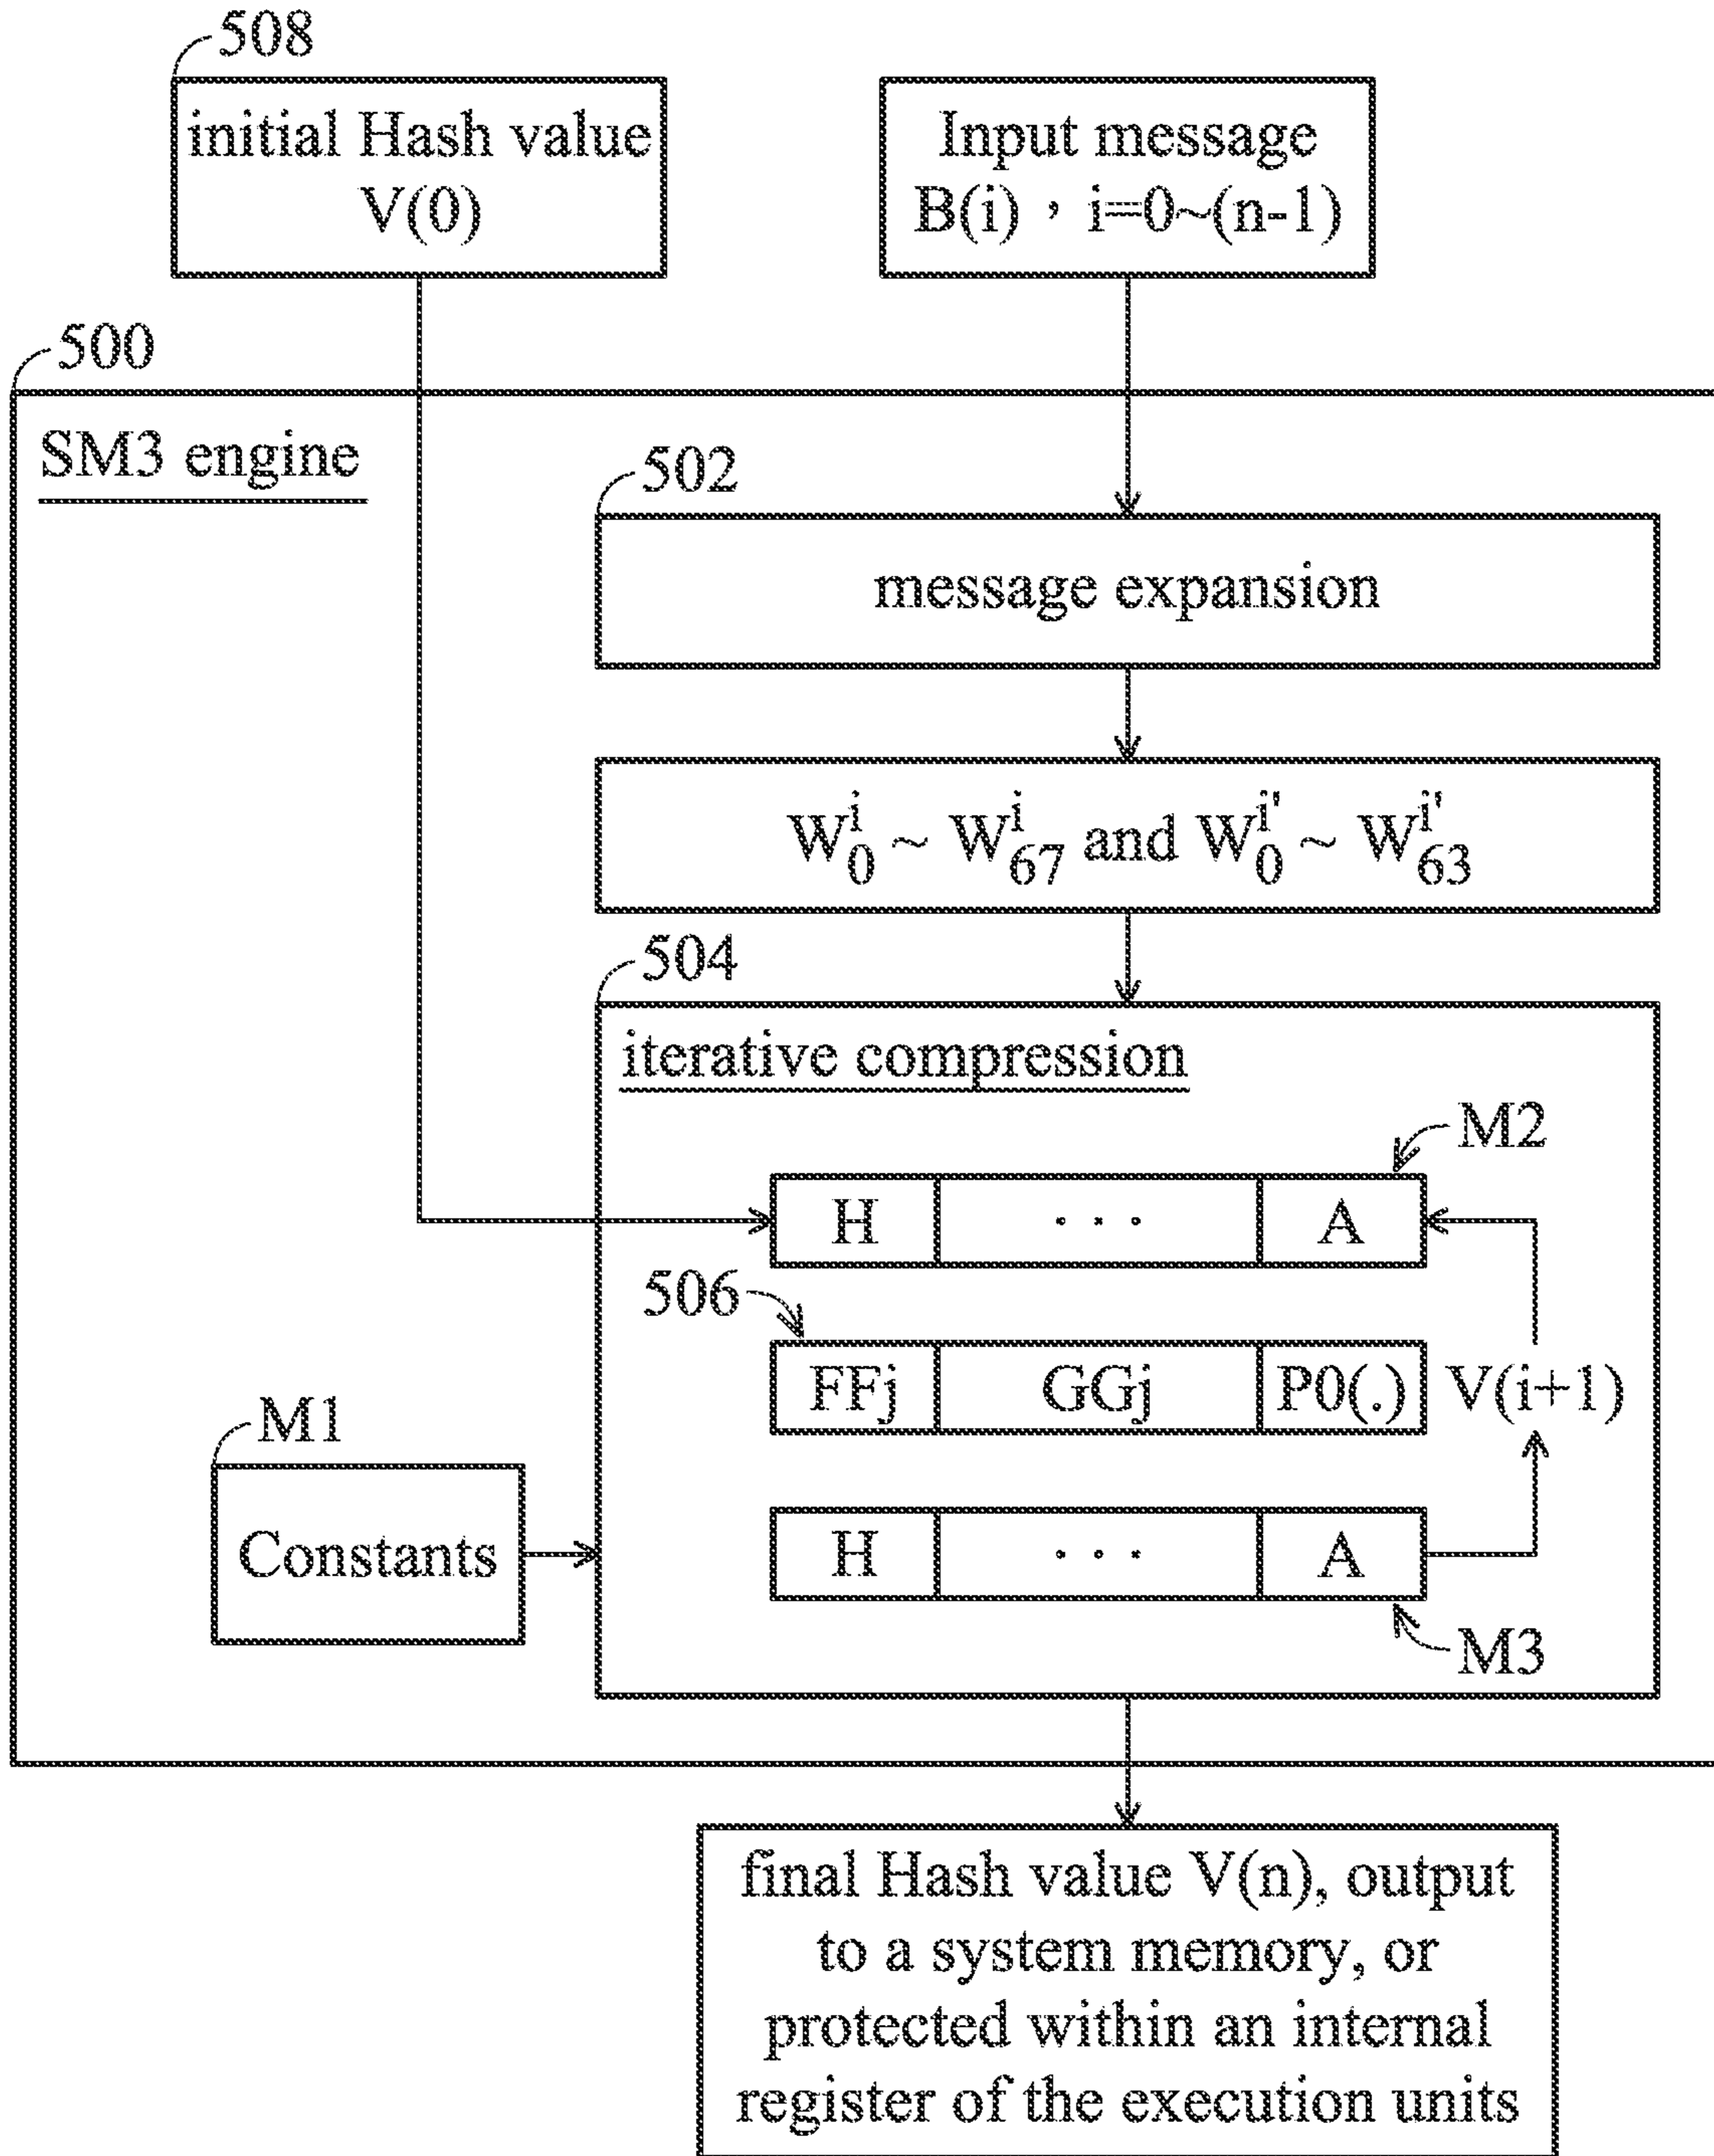 508
initial Hash value
V(0)
Input message
B(i)，i=0~(n-1)
500
SM3 engine
502
message expansion
W₀ⁱ ~ W₆₇ⁱ and W₀ⁱ' ~ W₆₃ⁱ'
504
iterative compression
M2
H ... A
506
FFj GGj P0(.) V(i+1)
M1
Constants
H ... A
M3
final Hash value V(n), output
to a system memory, or
protected within an internal
register of the execution units